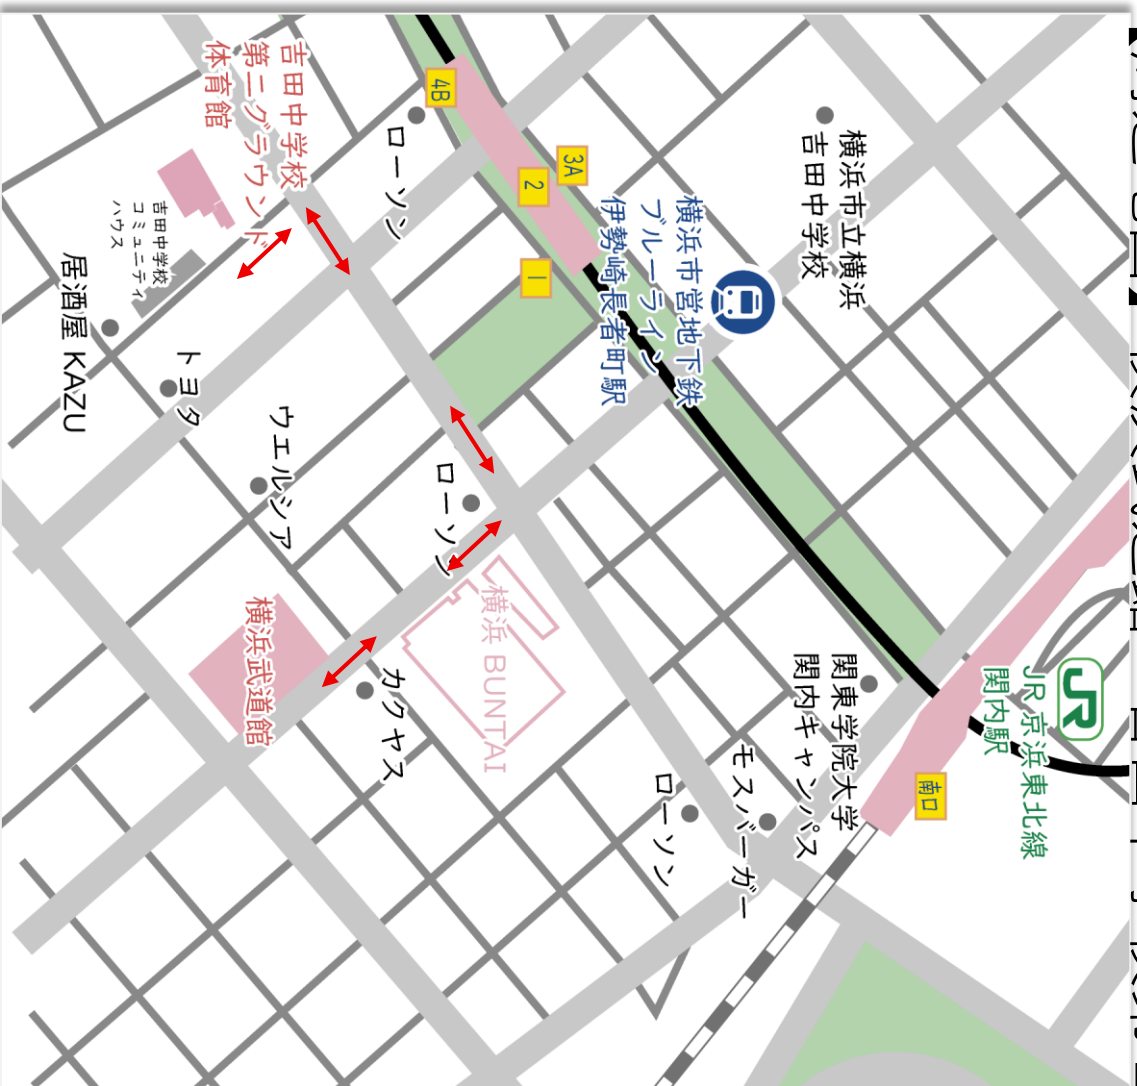 吉田中学校
第二グラウンド
体育館
4B
ローソン
3A
2
1
横浜市営地下鉄
ブルーライン
伊勢崎長者町駅
横浜市立横浜
吉田中学校
吉田中学校
コミュニティ
ハウス
居酒屋 KAZU
トヨタ
ウエルシア
ローソン
横浜 BUNTAI
横浜武道館
カクヤス
関東学院大学
関内キャンパス
モスバーガー
ローソン
JR
JR 京浜東北線
関内駅
南口